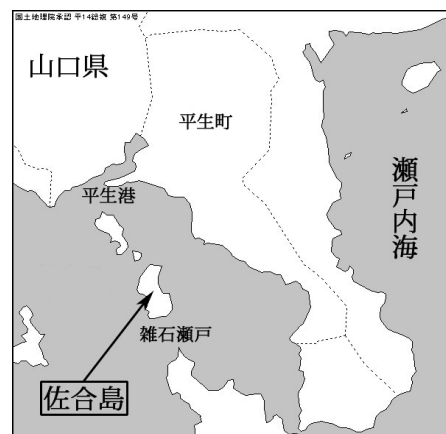 国土地理院承認 平14総複 第149号
山口県
平生町
瀬戸内海
平生港
雑石瀬戸
佐合島